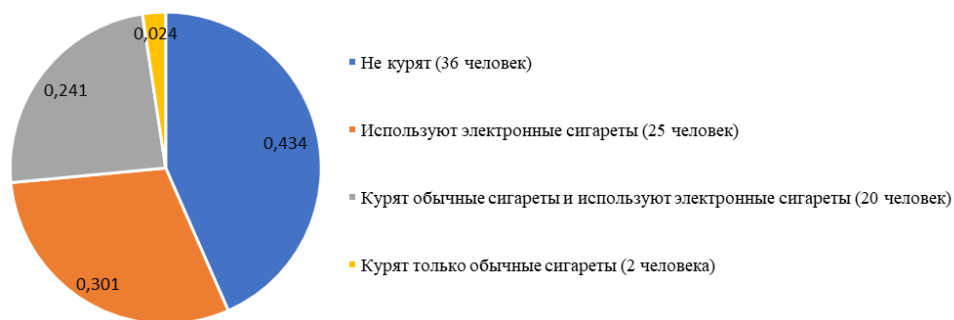 0,024
Не курят (36 человек)
0,241
0,434
Используют электронные сигареты (25 человек)
Курят обычные сигареты и используют электронные сигареты (20 человек)
Курят только обычные сигареты (2 человека)
0,301